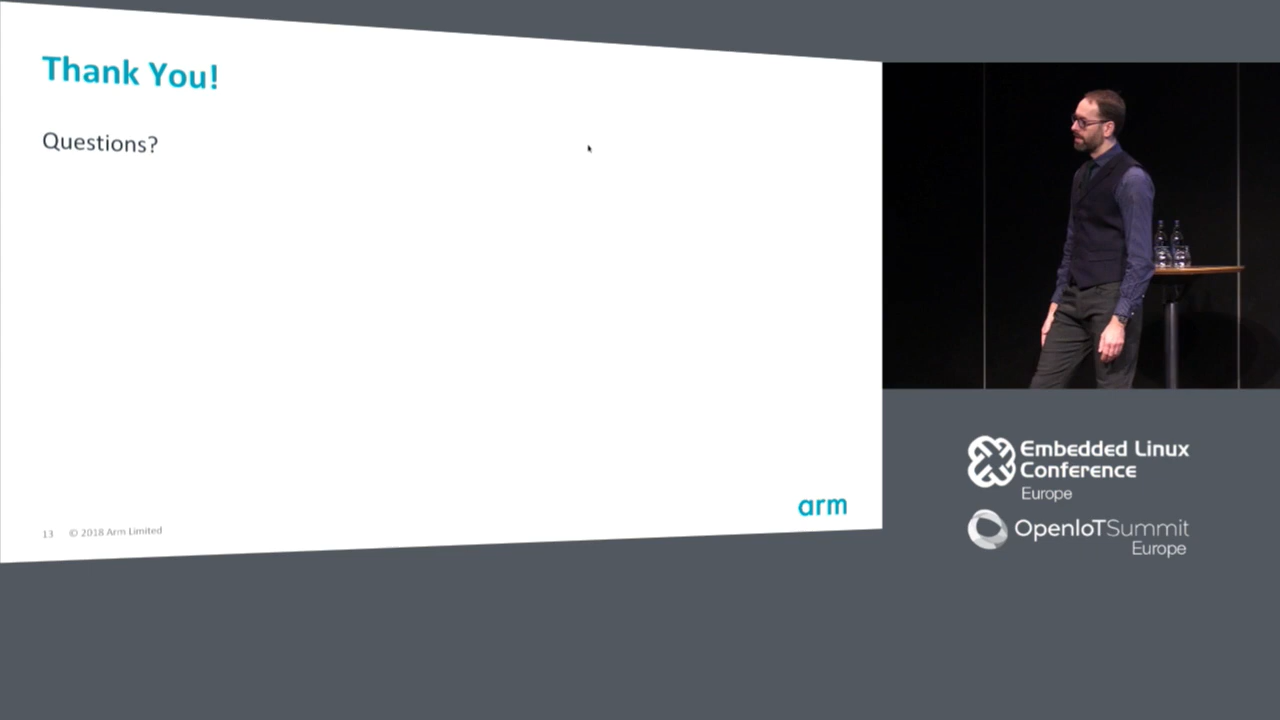 Thank You!
Questions?
13 © 2018 Arm Limited
arm
Embedded Linux
Conference
Europe
OpenIoTSummit
Europe